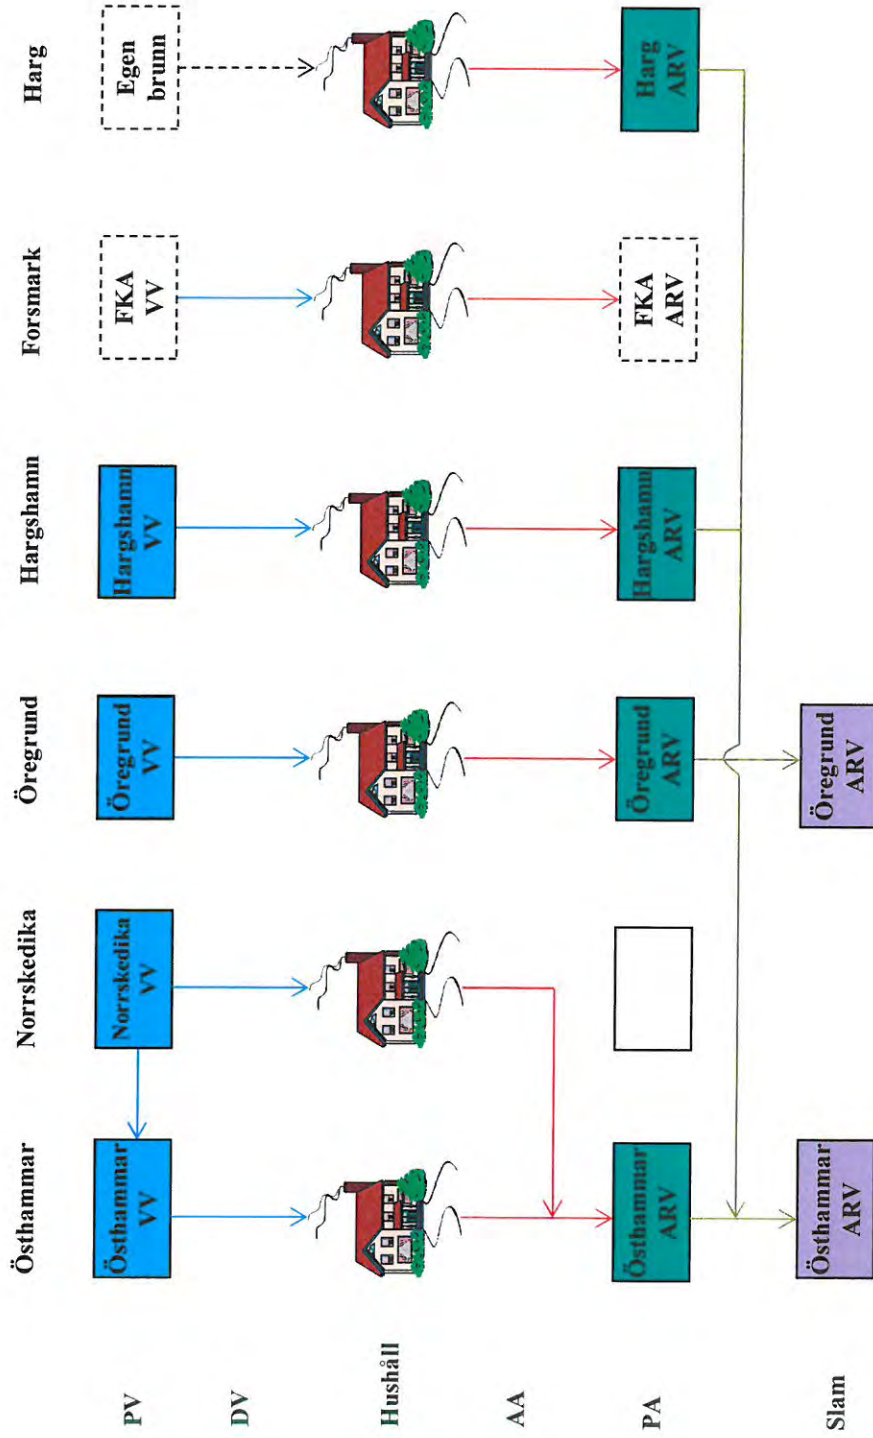 Östhammar
Norrskedika
Öregrund
Hargshamn
Forsmark
Harg
PV
Östhammar
VV
Norrskedika
VV
Öregrund
VV
Hargshamn
VV
FKA
VV
Egen
brunn
DV
Hushåll
AA
PA
Östhammar
ARV
Öregrund
ARV
Hargshamn
ARV
FKA
ARV
Harg
ARV
Slam
Östhammar
ARV
Öregrund
ARV